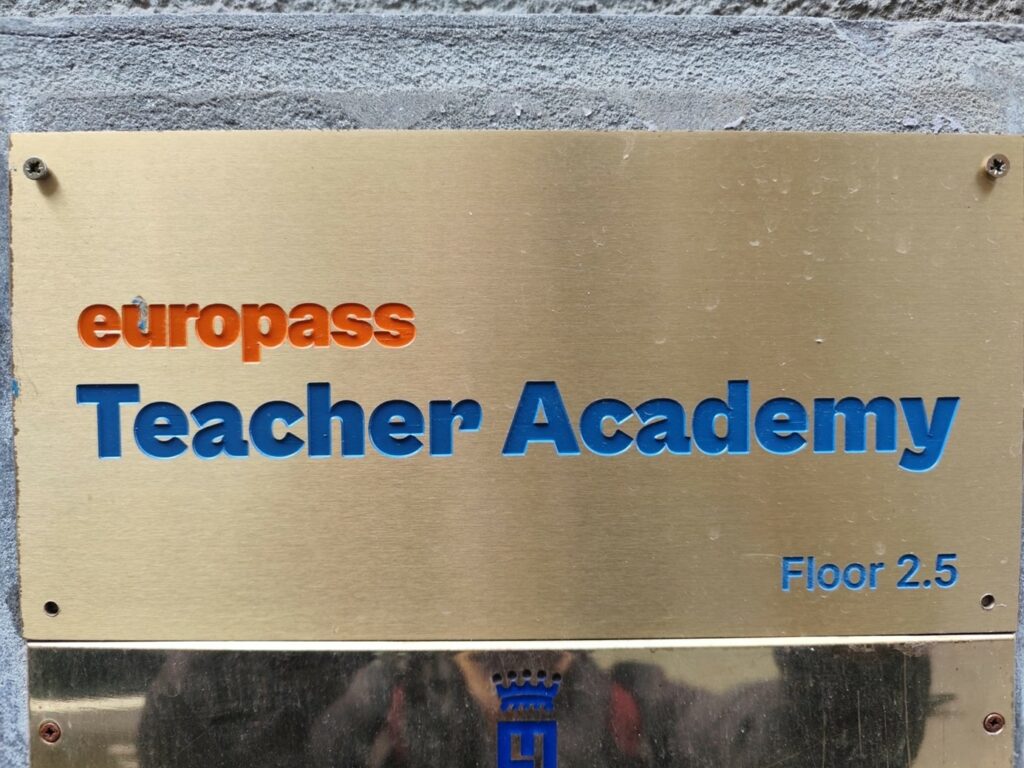 europass
Teacher Academy
Floor 2.5